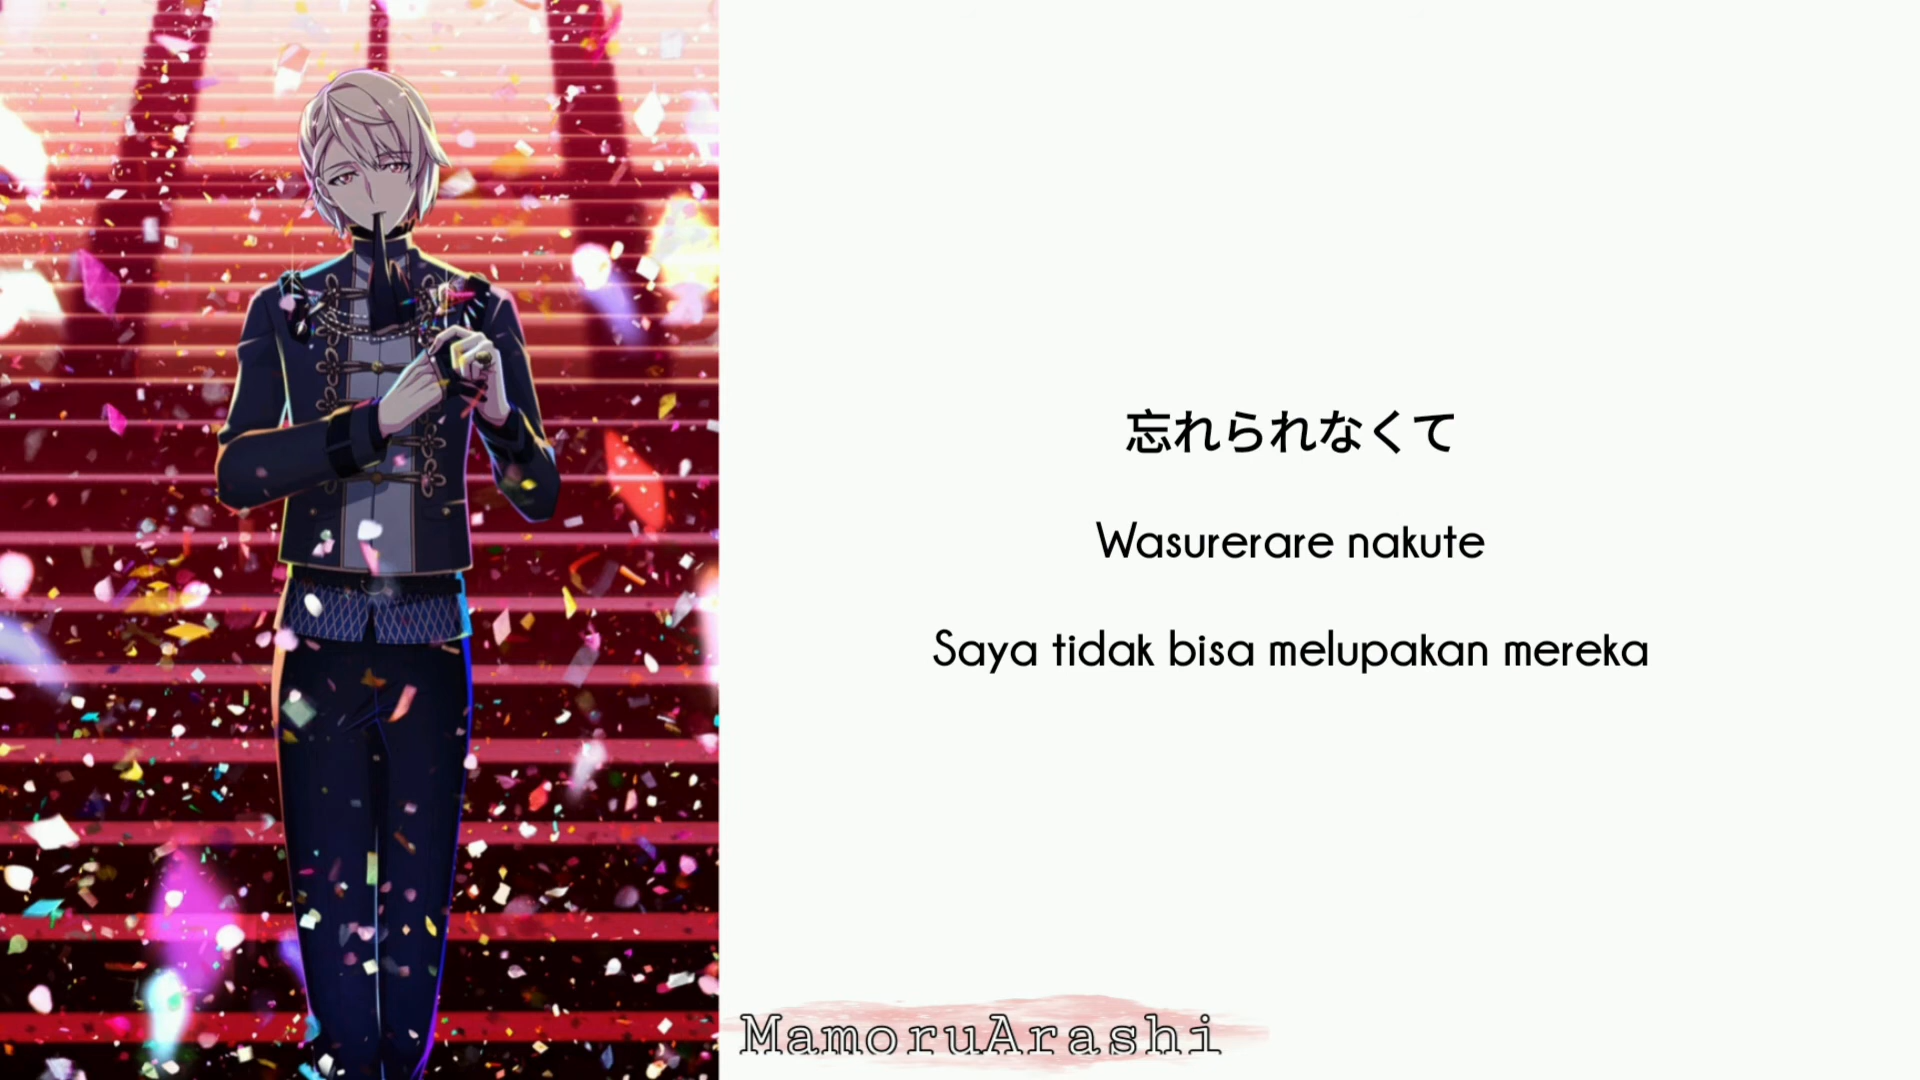 忘れられなくて
Wasurerare nakute
Saya tidak bisa melupakan mereka
MamoruArashi